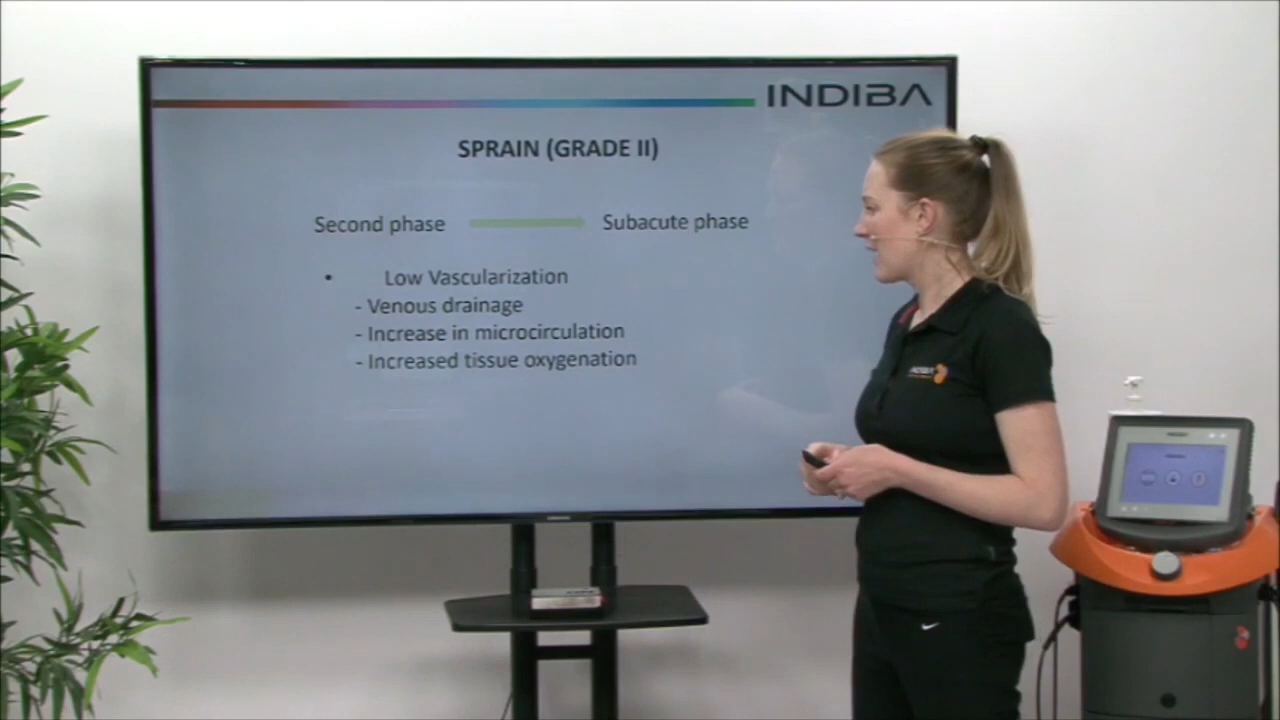 INDIBA
SPRAIN (GRADE II)
Second phase
Subacute phase
• Low Vascularization
- Venous drainage
- Increase in microcirculation
- Increased tissue oxygenation